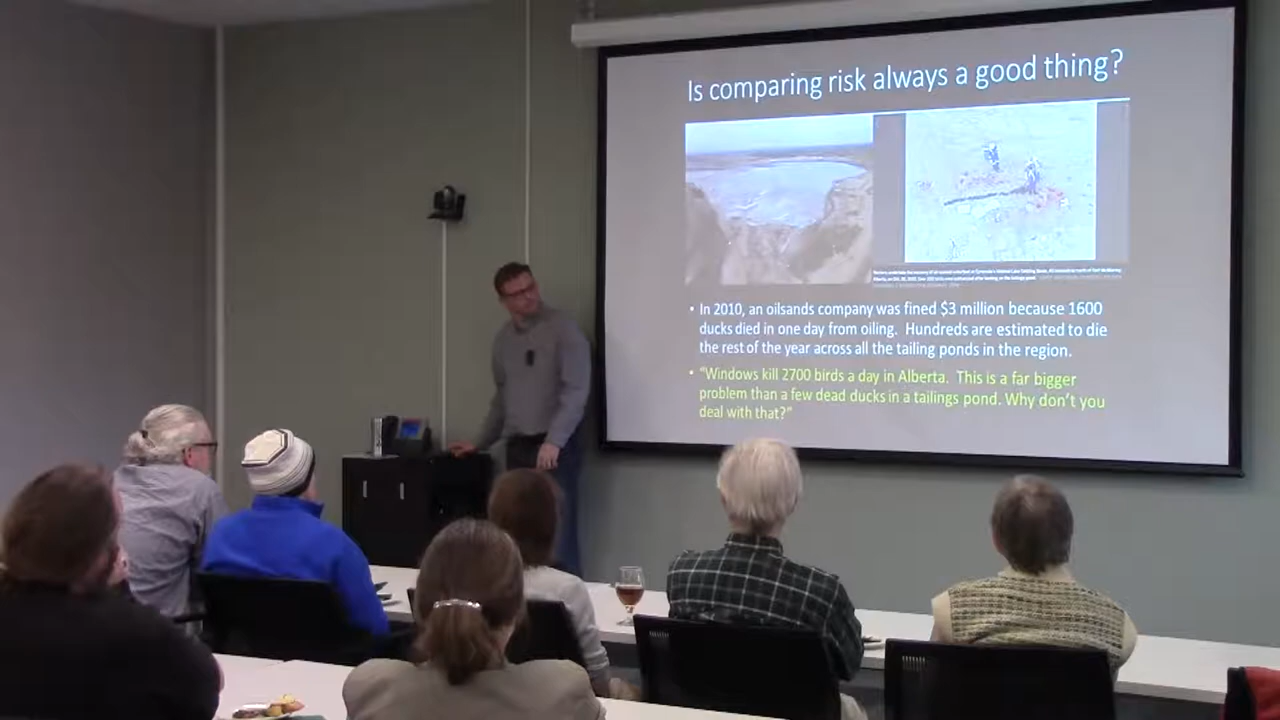 Is comparing risk always a good thing?
• In 2010, an oilsands company was fined $3 million because 1600
ducks died in one day from oiling. Hundreds are estimated to die
the rest of the year across all the tailing ponds in the region.
• "Windows kill 2700 birds a day in Alberta. This is a far bigger
problem than a few dead ducks in a tailings pond. Why don't you
deal with that?"